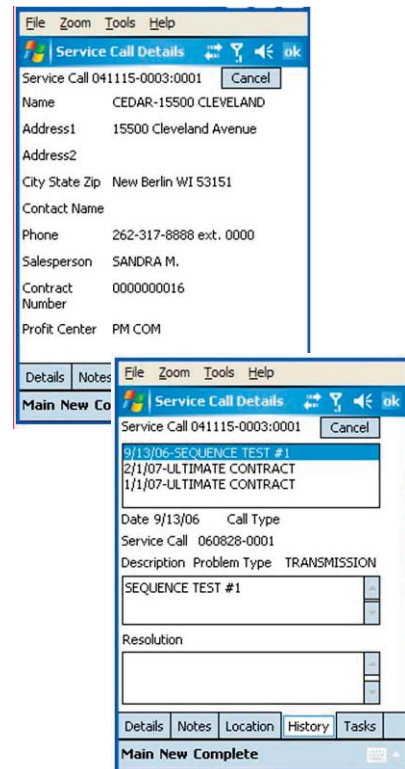 File Zoom Tools Help
Service Call Details ok
Service Call 041115-0003:0001 Cancel
Name CEDAR-15500 CLEVELAND
Address1 15500 Cleveland Avenue
Address2
City State Zip New Berlin WI 53151
Contact Name
Phone 262-317-8888 ext. 0000
Salesperson SANDRA M.
Contract Number 0000000016
Profit Center PM COM
Details Notes
Main New Co
File Zoom Tools Help
Service Call Details ok
Service Call 041115-0003:0001 Cancel
9/13/06-SEQUENCE TEST #1
2/1/07-ULTIMATE CONTRACT
1/1/07-ULTIMATE CONTRACT
Date 9/13/06 Call Type
Service Call 060828-0001
Description Problem Type TRANSMISSION
SEQUENCE TEST #1
Resolution
Details Notes Location History Tasks
Main New Complete